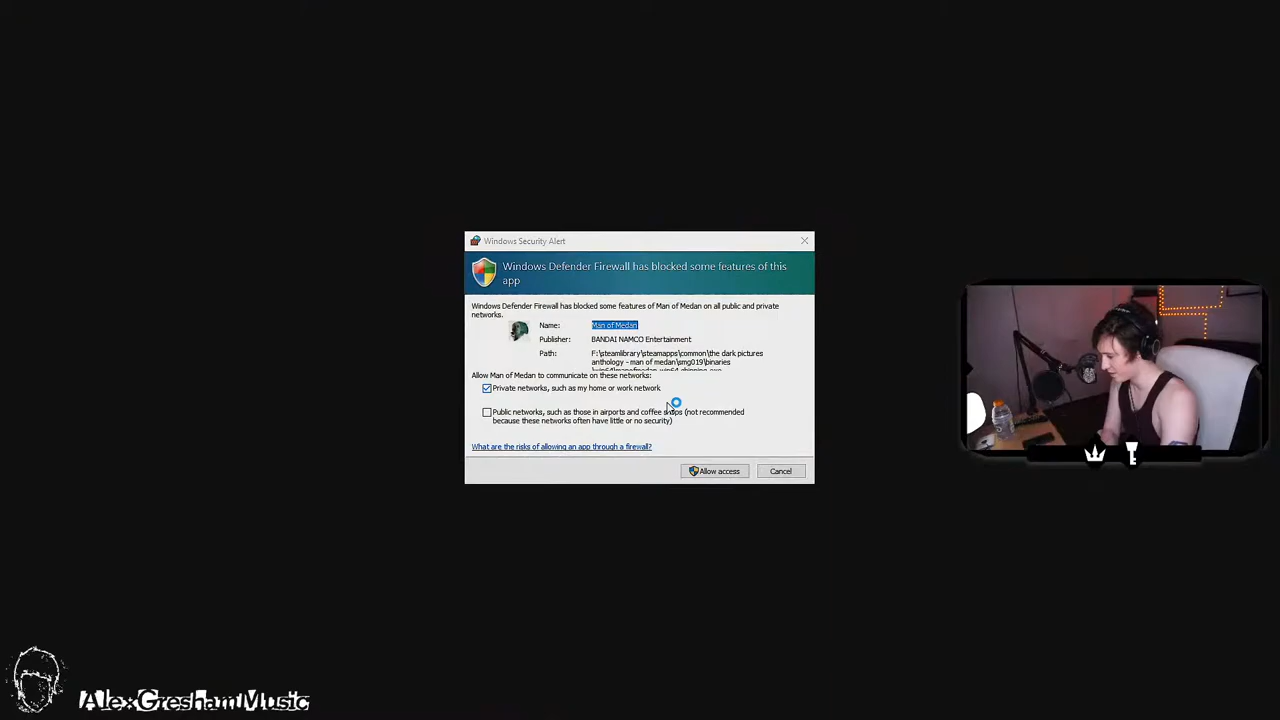 Windows Security Alert
Windows Defender Firewall has blocked some features of this
app
Windows Defender Firewall has blocked some features of Man of Medan on all public and private
networks.
Name: Man of Medan
Publisher: BANDAI NAMCO Entertainment
Path: F:\steamlibrary\steamapps\common\the dark pictures
anthology - man of medan\smg019\binaries
Allow Man of Medan to communicate on these networks:
Private networks, such as my home or work network
Public networks, such as those in airports and coffee shops (not recommended
because these networks often have little or no security)
What are the risks of allowing an app through a firewall?
Allow access Cancel
AlexGreshamMusic